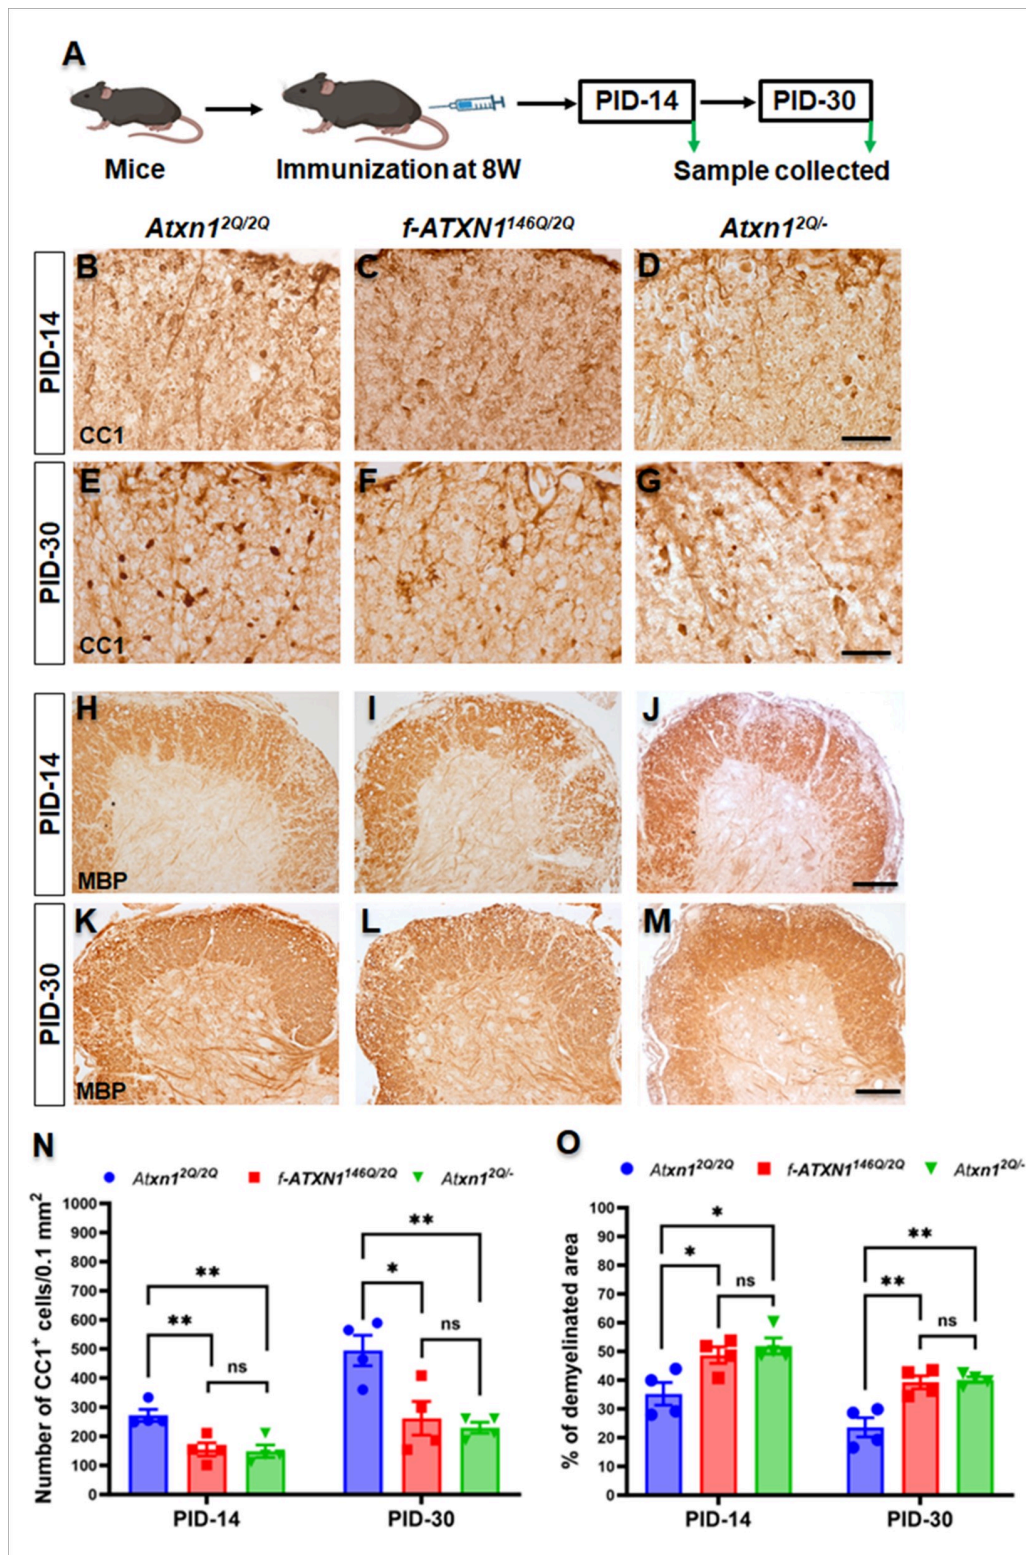 A
PID-14
PID-30
Mice
Immunization at 8W
Sample collected
Atxn1^2Q/2Q
f-ATXN1^146Q/2Q
Atxn1^2Q/-
PID-14
B
C
D
CC1
PID-30
E
F
G
CC1
PID-14
H
I
J
MBP
PID-30
K
L
M
MBP
N
Atxn1^2Q/2Q
f-ATXN1^146Q/2Q
Atxn1^2Q/-
Number of CC1+ cells/0.1 mm²
1000
900
800
700
600
500
400
300
200
100
0
**
**
ns
**
*
ns
PID-14
PID-30
O
Atxn1^2Q/2Q
f-ATXN1^146Q/2Q
Atxn1^2Q/-
% of demyelinated area
100
90
80
70
60
50
40
30
20
10
0
*
*
ns
**
**
ns
PID-14
PID-30